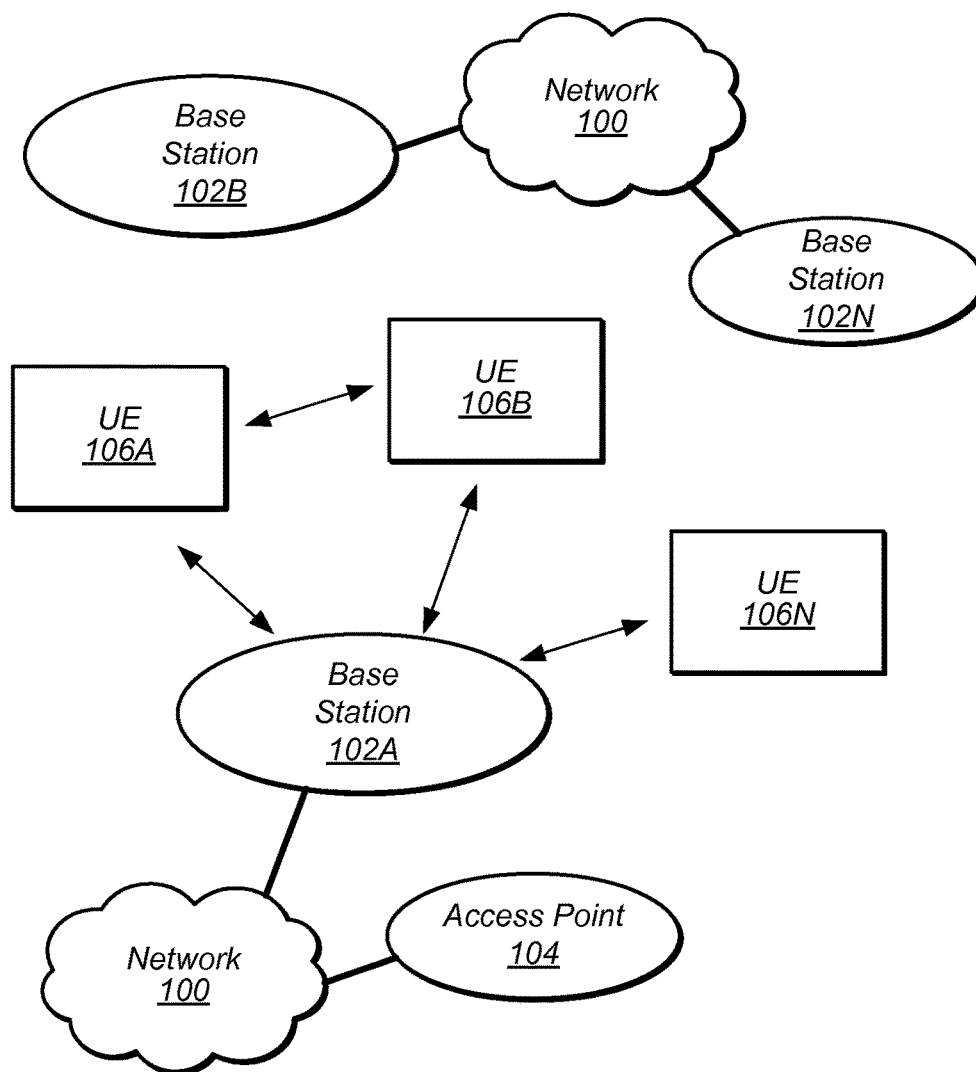 Network
100
Base
Station
102B
Base
Station
102N
UE
106B
UE
106A
UE
106N
Base
Station
102A
Access Point
104
Network
100